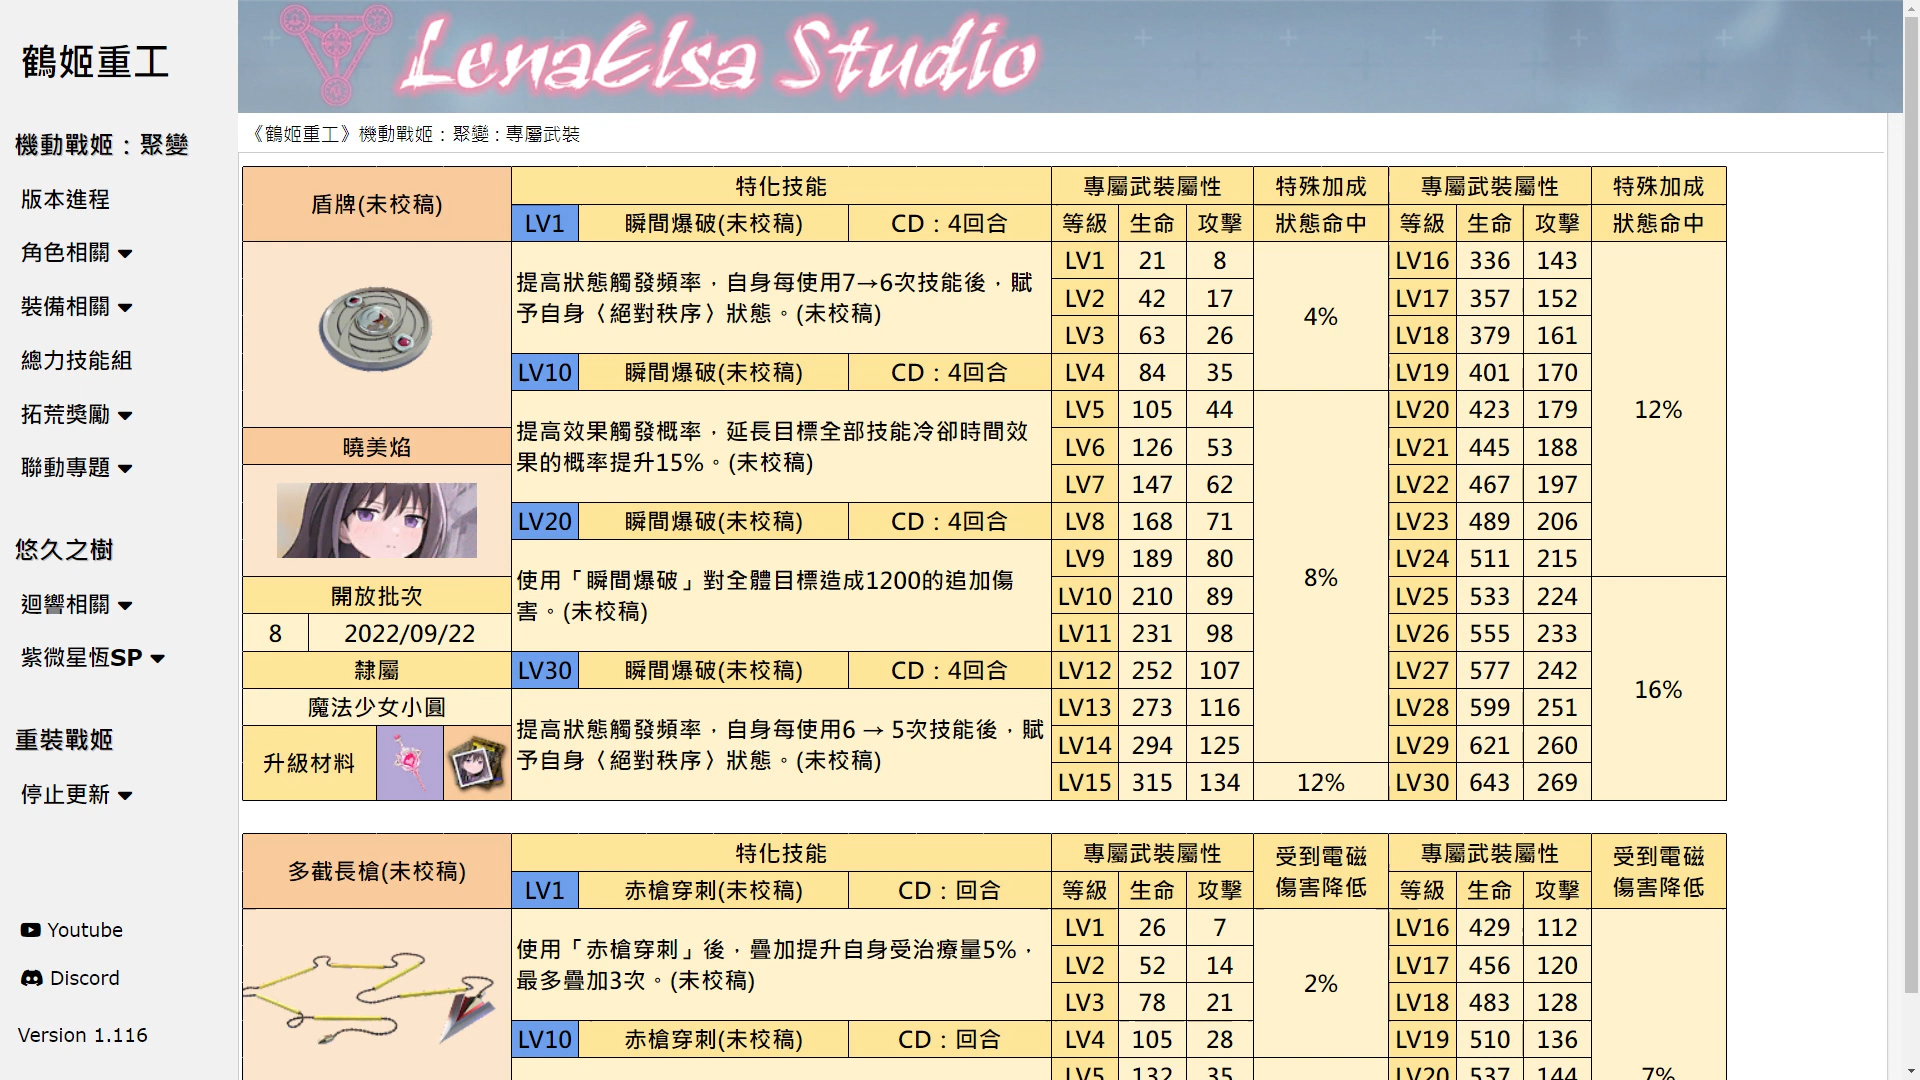 鶴姬重工
機動戰姬：聚變
版本進程
角色相關
裝備相關
總力技能組
拓荒獎勵
聯動專題
悠久之樹
迴響相關
紫微星恆SP
重裝戰姬
停止更新
Youtube
Discord
Version 1.116
LenaElsa Studio
《鶴姬重工》機動戰姬：聚變：專屬武裝
盾牌(未校稿) 特化技能 專屬武裝屬性 特殊加成 專屬武裝屬性 特殊加成
LV1 瞬間爆破(未校稿) CD：4回合 等級 生命 攻擊 狀態命中 等級 生命 攻擊 狀態命中
提高狀態觸發頻率，自身每使用7→6次技能後，賦
予自身〈絕對秩序〉狀態。(未校稿)
LV10 瞬間爆破(未校稿) CD：4回合
提高效果觸發概率，延長目標全部技能冷卻時間效
果的概率提升15%。(未校稿)
LV20 瞬間爆破(未校稿) CD：4回合
使用「瞬間爆破」對全體目標造成1200的追加傷
害。(未校稿)
LV30 瞬間爆破(未校稿) CD：4回合
提高狀態觸發頻率，自身每使用6 → 5次技能後，賦
予自身〈絕對秩序〉狀態。(未校稿)
曉美焰
開放批次
8 2022/09/22
隸屬
魔法少女小圓
升級材料
LV1 21 8 4% LV16 336 143 12%
LV2 42 17 LV17 357 152
LV3 63 26 LV18 379 161
LV4 84 35 LV19 401 170
LV5 105 44 8% LV20 423 179
LV6 126 53 LV21 445 188
LV7 147 62 LV22 467 197
LV8 168 71 LV23 489 206
LV9 189 80 LV24 511 215
LV10 210 89 LV25 533 224 16%
LV11 231 98 LV26 555 233
LV12 252 107 LV27 577 242
LV13 273 116 LV28 599 251
LV14 294 125 LV29 621 260
LV15 315 134 12% LV30 643 269
多截長槍(未校稿) 特化技能 專屬武裝屬性 受到電磁 專屬武裝屬性 受到電磁
LV1 赤槍穿刺(未校稿) CD：回合 等級 生命 攻擊 傷害降低 等級 生命 攻擊 傷害降低
使用「赤槍穿刺」後，疊加提升自身受治療量5%，
最多疊加3次。(未校稿)
LV10 赤槍穿刺(未校稿) CD：回合
LV1 26 7 2% LV16 429 112
LV2 52 14 LV17 456 120
LV3 78 21 LV18 483 128
LV4 105 28 LV19 510 136
LV5 132 35 LV20 537 144 7%